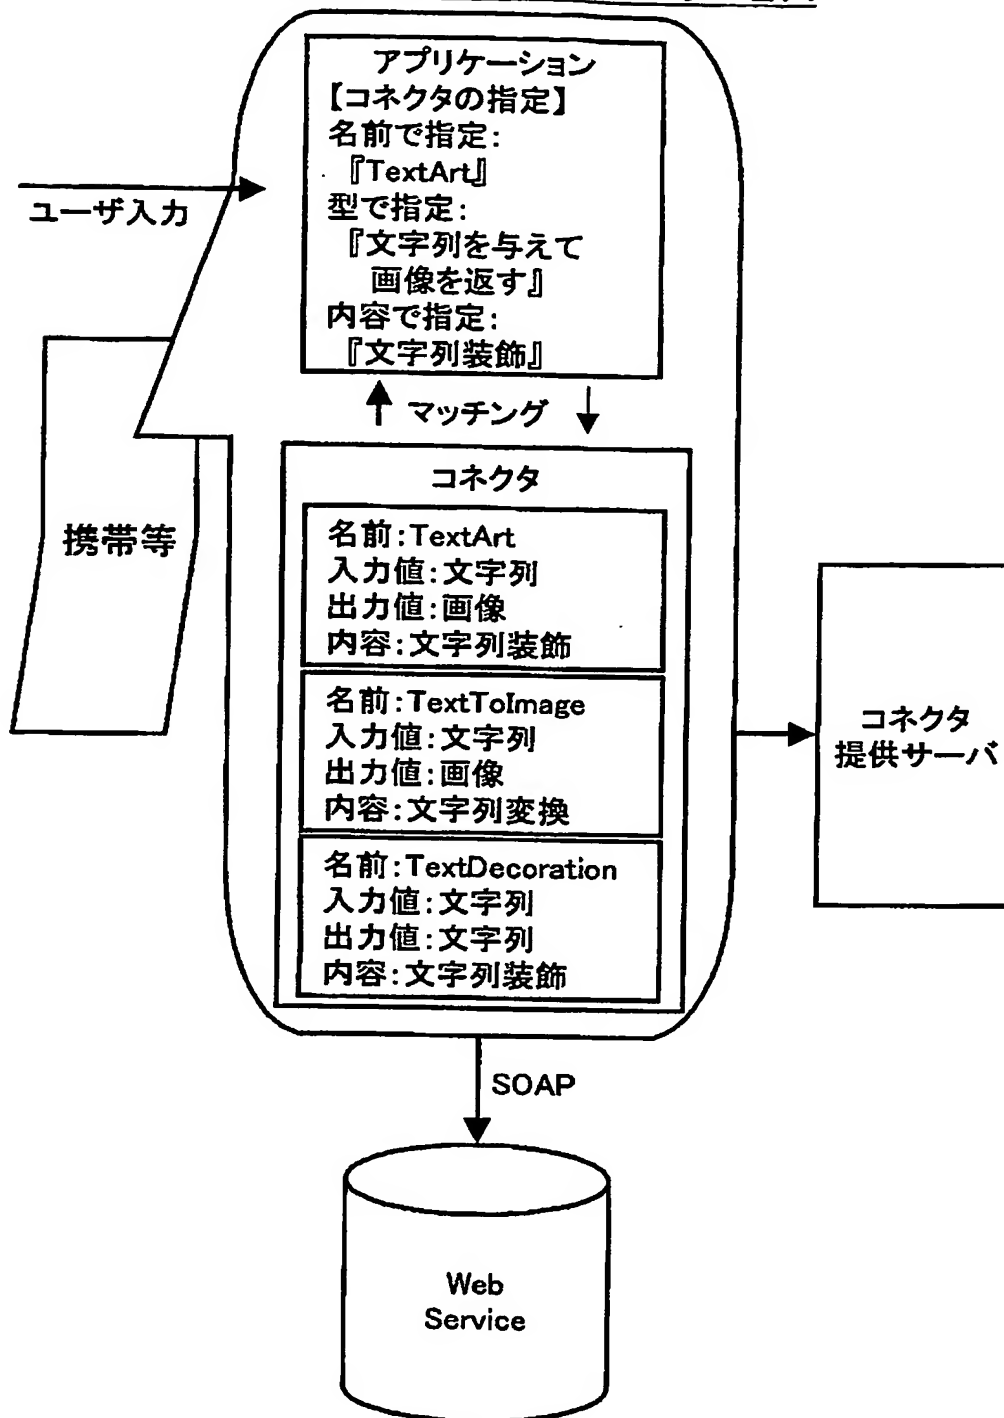 アプリケーション
【コネクタの指定】
名前で指定:
『TextArt』
型で指定:
『文字列を与えて
画像を返す』
内容で指定:
『文字列装飾』
ユーザ入力
マッチング
携帯等
コネクタ
名前:TextArt
入力値:文字列
出力値:画像
内容:文字列装飾
名前:TextToImage
入力値:文字列
出力値:画像
内容:文字列変換
名前:TextDecoration
入力値:文字列
出力値:文字列
内容:文字列装飾
コネクタ
提供サーバ
SOAP
Web
Service